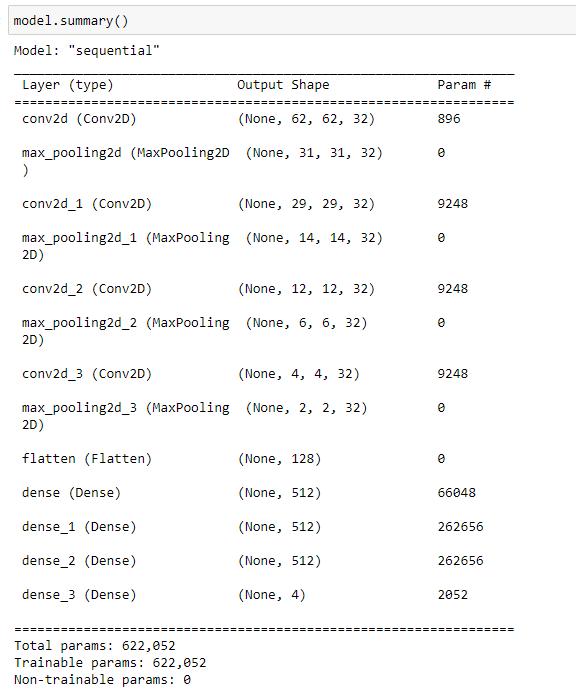 model.summary()
Model: "sequential"
_________________________________________________________________
Layer (type) Output Shape Param #
=================================================================
conv2d (Conv2D) (None, 62, 62, 32) 896
max_pooling2d (MaxPooling2D (None, 31, 31, 32) 0
)
conv2d_1 (Conv2D) (None, 29, 29, 32) 9248
max_pooling2d_1 (MaxPooling (None, 14, 14, 32) 0
2D)
conv2d_2 (Conv2D) (None, 12, 12, 32) 9248
max_pooling2d_2 (MaxPooling (None, 6, 6, 32) 0
2D)
conv2d_3 (Conv2D) (None, 4, 4, 32) 9248
max_pooling2d_3 (MaxPooling (None, 2, 2, 32) 0
2D)
flatten (Flatten) (None, 128) 0
dense (Dense) (None, 512) 66048
dense_1 (Dense) (None, 512) 262656
dense_2 (Dense) (None, 512) 262656
dense_3 (Dense) (None, 4) 2052
=================================================================
Total params: 622,052
Trainable params: 622,052
Non-trainable params: 0